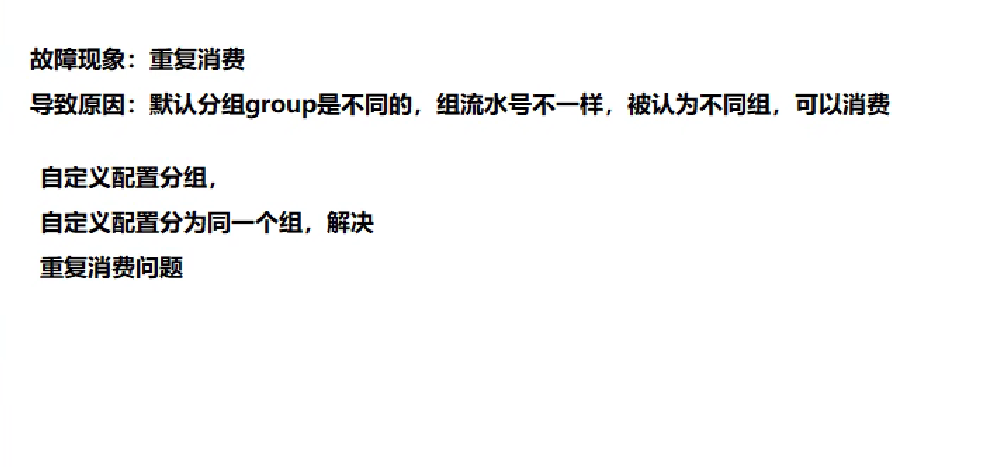 故障现象：重复消费
导致原因：默认分组group是不同的，组流水号不一样，被认为不同组，可以消费
自定义配置分组，
自定义配置分为同一个组，解决
重复消费问题